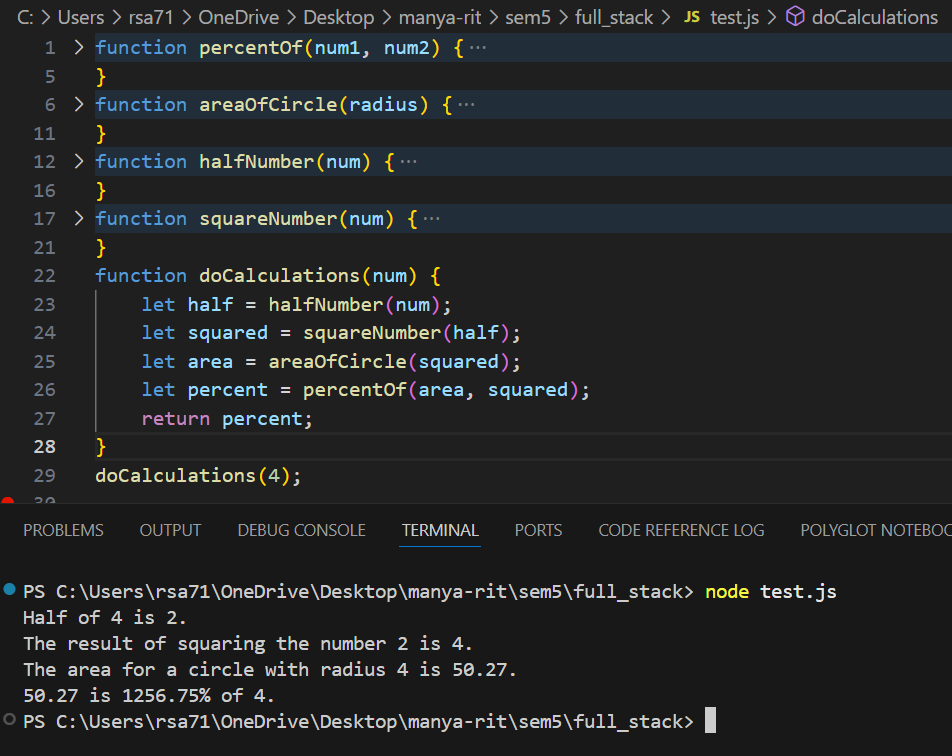 C: > Users > rsa71 > OneDrive > Desktop > manya-rit > sem5 > full_stack > JS test.js > doCalculations
1 > function percentOf(num1, num2) { ···
5 }
6 > function areaOfCircle(radius) { ···
11 }
12 > function halfNumber(num) { ···
16 }
17 > function squareNumber(num) { ···
21 }
22 function doCalculations(num) {
23 let half = halfNumber(num);
24 let squared = squareNumber(half);
25 let area = areaOfCircle(squared);
26 let percent = percentOf(area, squared);
27 return percent;
28 }
29 doCalculations(4);
30
PROBLEMS OUTPUT DEBUG CONSOLE TERMINAL PORTS CODE REFERENCE LOG POLYGLOT NOTEBOO
PS C:\Users\rsa71\OneDrive\Desktop\manya-rit\sem5\full_stack> node test.js
Half of 4 is 2.
The result of squaring the number 2 is 4.
The area for a circle with radius 4 is 50.27.
50.27 is 1256.75% of 4.
PS C:\Users\rsa71\OneDrive\Desktop\manya-rit\sem5\full_stack>